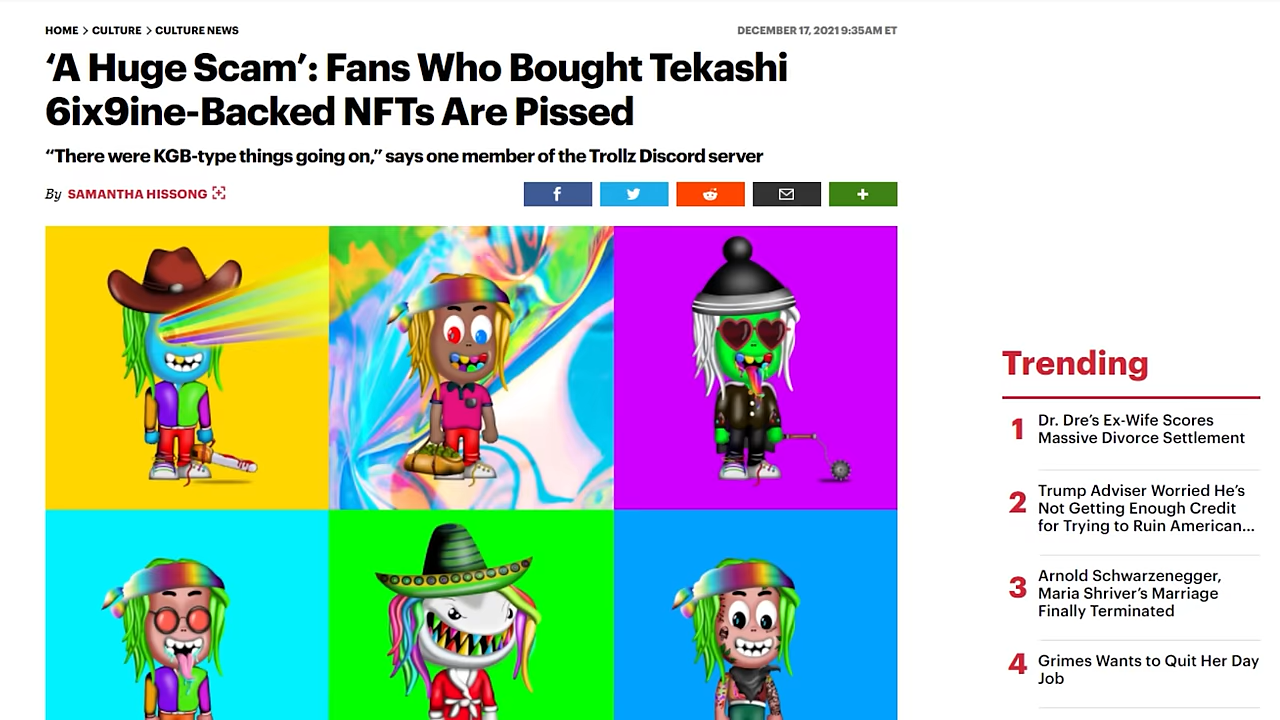 HOME > CULTURE > CULTURE NEWS
DECEMBER 17, 2021 9:35AM ET
‘A Huge Scam’: Fans Who Bought Tekashi
6ix9ine-Backed NFTs Are Pissed
“There were KGB-type things going on,” says one member of the Trollz Discord server
By SAMANTHA HISSONG
Trending
1 Dr. Dre’s Ex-Wife Scores
Massive Divorce Settlement
2 Trump Adviser Worried He’s
Not Getting Enough Credit
for Trying to Ruin American...
3 Arnold Schwarzenegger,
Maria Shriver’s Marriage
Finally Terminated
4 Grimes Wants to Quit Her Day
Job